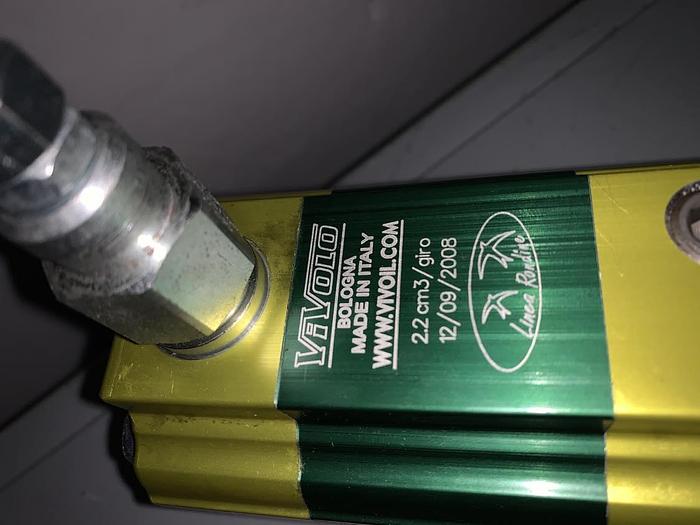 ViVoLO
BOLOGNA
MADE IN ITALY
WWW.VIVOIL.COM
2.2 cm3/giro
12/09/2008
Linea Rondine